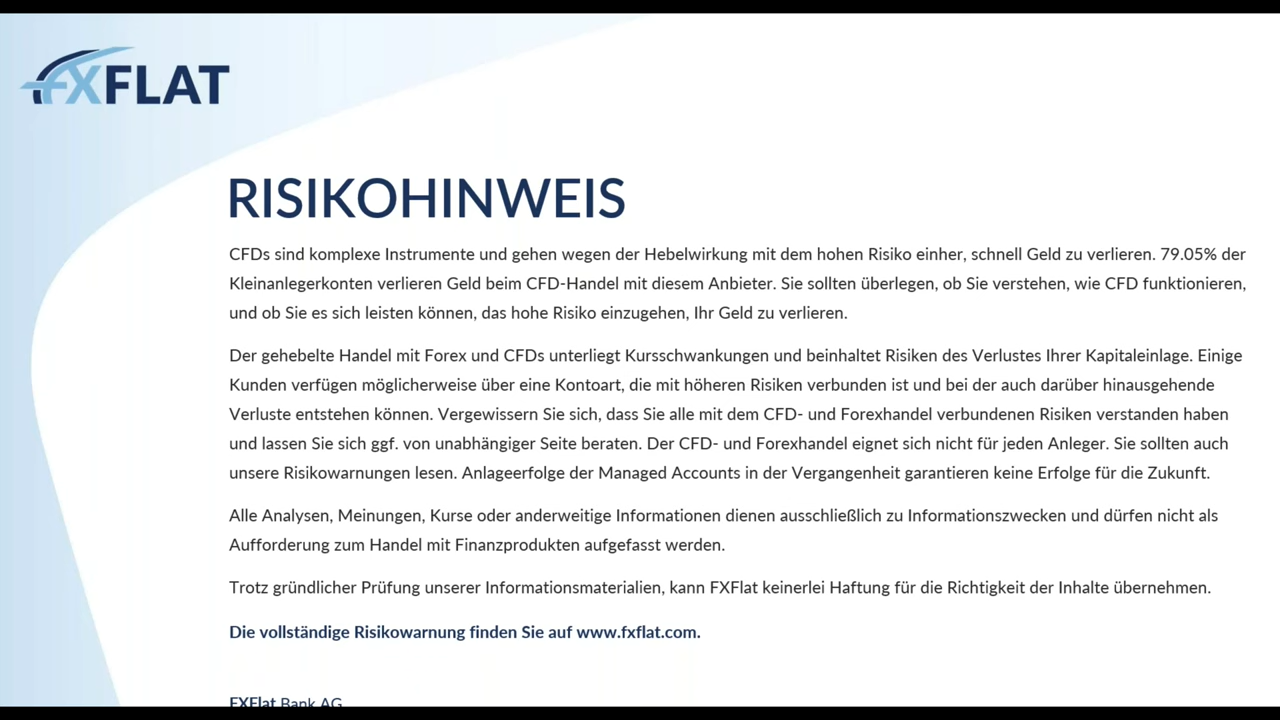 FXFLAT
RISIKOHINWEIS
CFDs sind komplexe Instrumente und gehen wegen der Hebelwirkung mit dem hohen Risiko einher, schnell Geld zu verlieren. 79.05% der
Kleinanlegerkonten verlieren Geld beim CFD-Handel mit diesem Anbieter. Sie sollten überlegen, ob Sie verstehen, wie CFD funktionieren,
und ob Sie es sich leisten können, das hohe Risiko einzugehen, Ihr Geld zu verlieren.
Der gehebelte Handel mit Forex und CFDs unterliegt Kursschwankungen und beinhaltet Risiken des Verlustes Ihrer Kapitaleinlage. Einige
Kunden verfügen möglicherweise über eine Kontoart, die mit höheren Risiken verbunden ist und bei der auch darüber hinausgehende
Verluste entstehen können. Vergewissern Sie sich, dass Sie alle mit dem CFD- und Forexhandel verbundenen Risiken verstanden haben
und lassen Sie sich ggf. von unabhängiger Seite beraten. Der CFD- und Forexhandel eignet sich nicht für jeden Anleger. Sie sollten auch
unsere Risikowarnungen lesen. Anlageerfolge der Managed Accounts in der Vergangenheit garantieren keine Erfolge für die Zukunft.
Alle Analysen, Meinungen, Kurse oder anderweitige Informationen dienen ausschließlich zu Informationszwecken und dürfen nicht als
Aufforderung zum Handel mit Finanzprodukten aufgefasst werden.
Trotz gründlicher Prüfung unserer Informationsmaterialien, kann FXFlat keinerlei Haftung für die Richtigkeit der Inhalte übernehmen.
Die vollständige Risikowarnung finden Sie auf www.fxflat.com.
FXFlat Bank AG